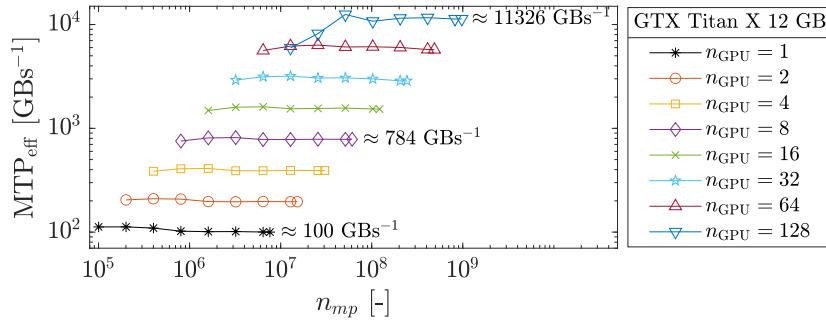 MTP_eff [GBs⁻¹]
10⁴
10³
10²
≈ 11326 GBs⁻¹
≈ 784 GBs⁻¹
≈ 100 GBs⁻¹
10⁵ 10⁶ 10⁷ 10⁸ 10⁹
n_mp [-]
GTX Titan X 12 GB
n_GPU = 1
n_GPU = 2
n_GPU = 4
n_GPU = 8
n_GPU = 16
n_GPU = 32
n_GPU = 64
n_GPU = 128